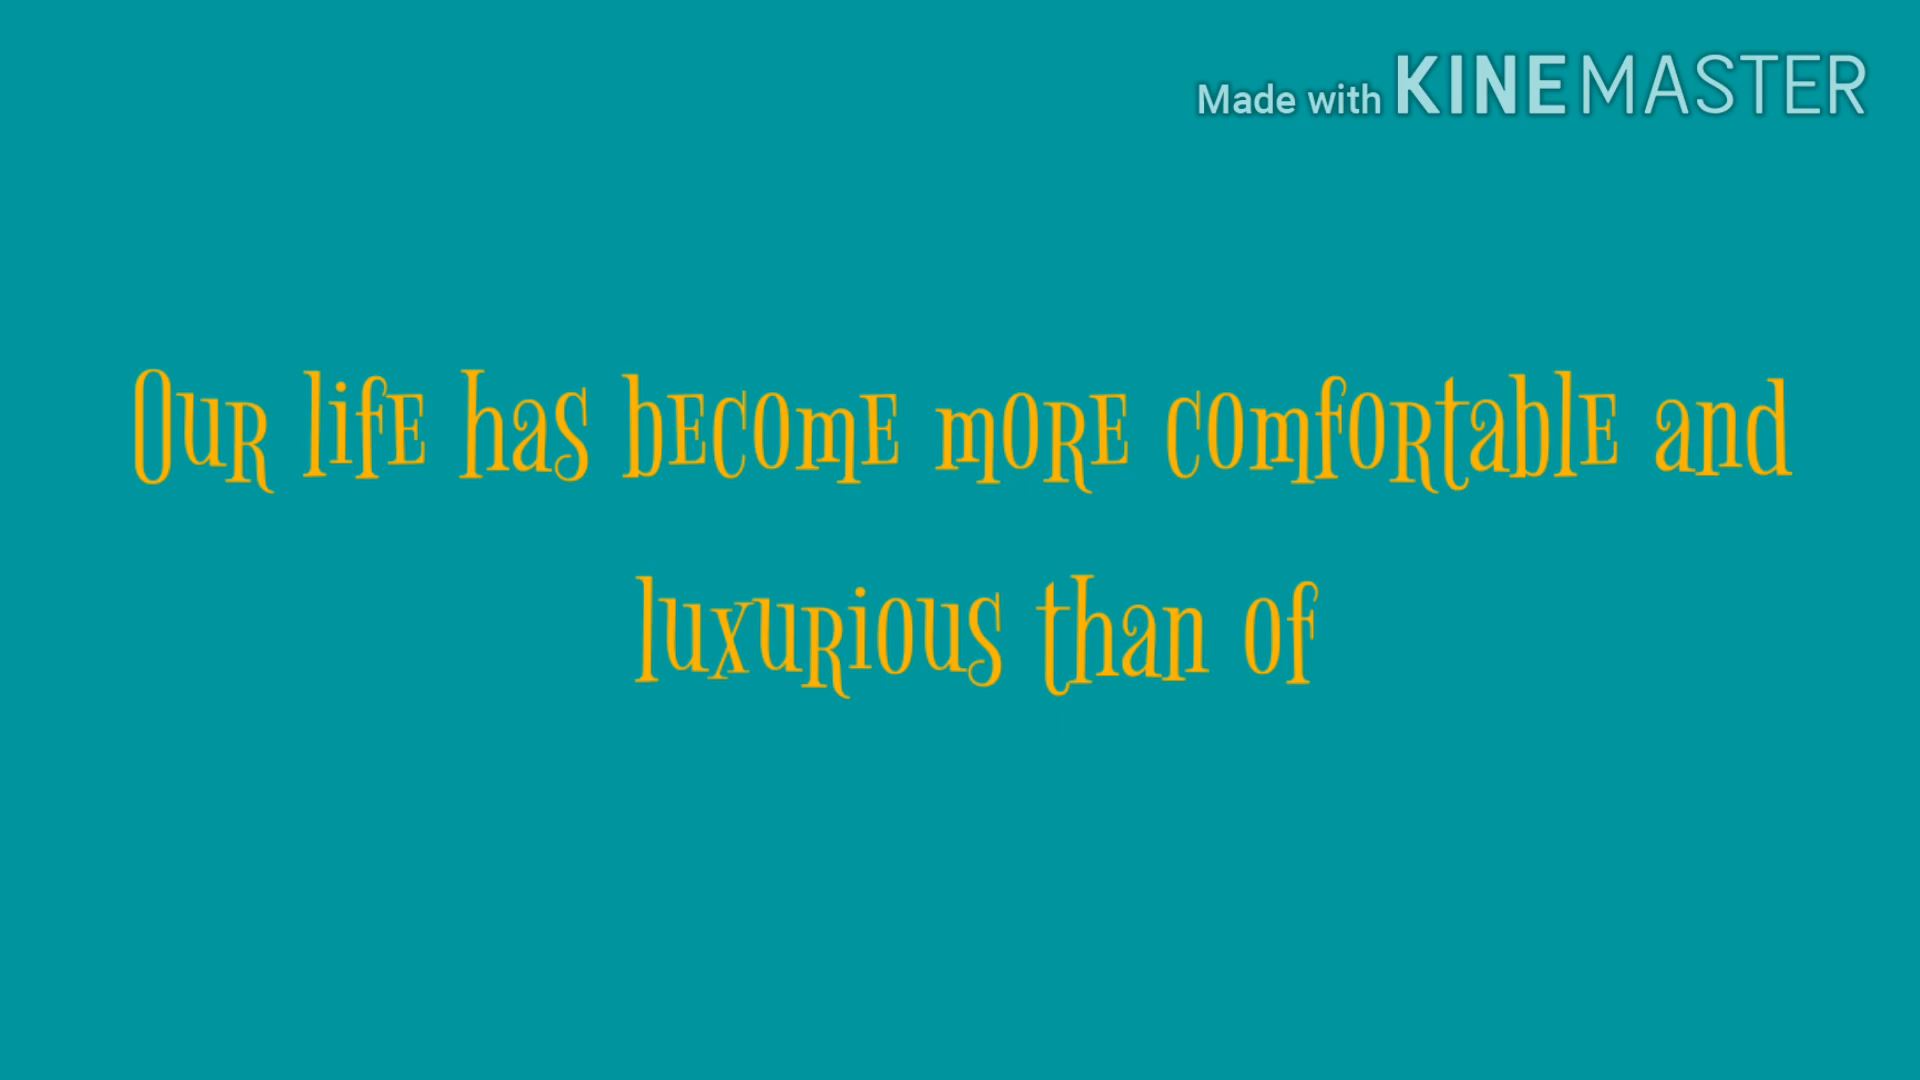 Made with KINEMASTER
Our life has become more comfortable and
luxurious than of